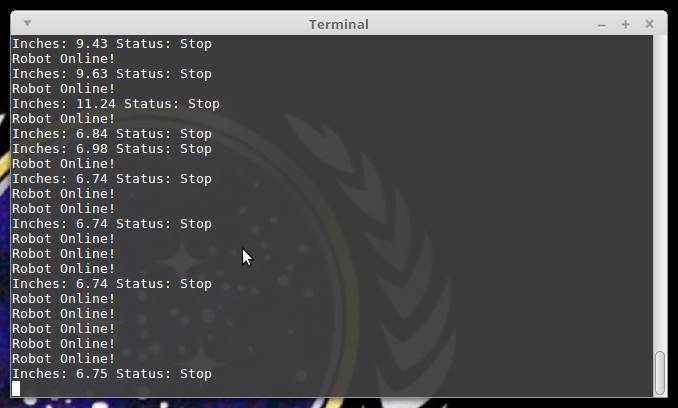 Terminal
Inches: 9.43 Status: Stop
Robot Online!
Inches: 9.63 Status: Stop
Robot Online!
Inches: 11.24 Status: Stop
Robot Online!
Inches: 6.84 Status: Stop
Inches: 6.98 Status: Stop
Robot Online!
Inches: 6.74 Status: Stop
Robot Online!
Robot Online!
Inches: 6.74 Status: Stop
Robot Online!
Robot Online!
Robot Online!
Inches: 6.74 Status: Stop
Robot Online!
Robot Online!
Robot Online!
Robot Online!
Robot Online!
Inches: 6.75 Status: Stop